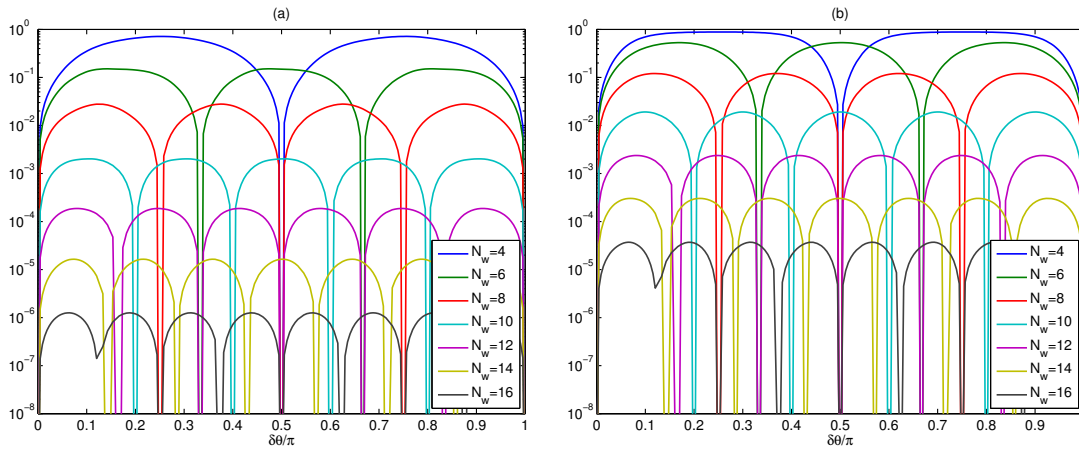 (a)
10^0
10^-1
10^-2
10^-3
10^-4
10^-5
10^-6
10^-7
10^-8
0 0.1 0.2 0.3 0.4 0.5 0.6 0.7 0.8 0.9 1
δθ/π
N_w=4
N_w=6
N_w=8
N_w=10
N_w=12
N_w=14
N_w=16
(b)
10^0
10^-1
10^-2
10^-3
10^-4
10^-5
10^-6
10^-7
10^-8
0 0.1 0.2 0.3 0.4 0.5 0.6 0.7 0.8 0.9
δθ/π
N_w=4
N_w=6
N_w=8
N_w=10
N_w=12
N_w=14
N_w=16